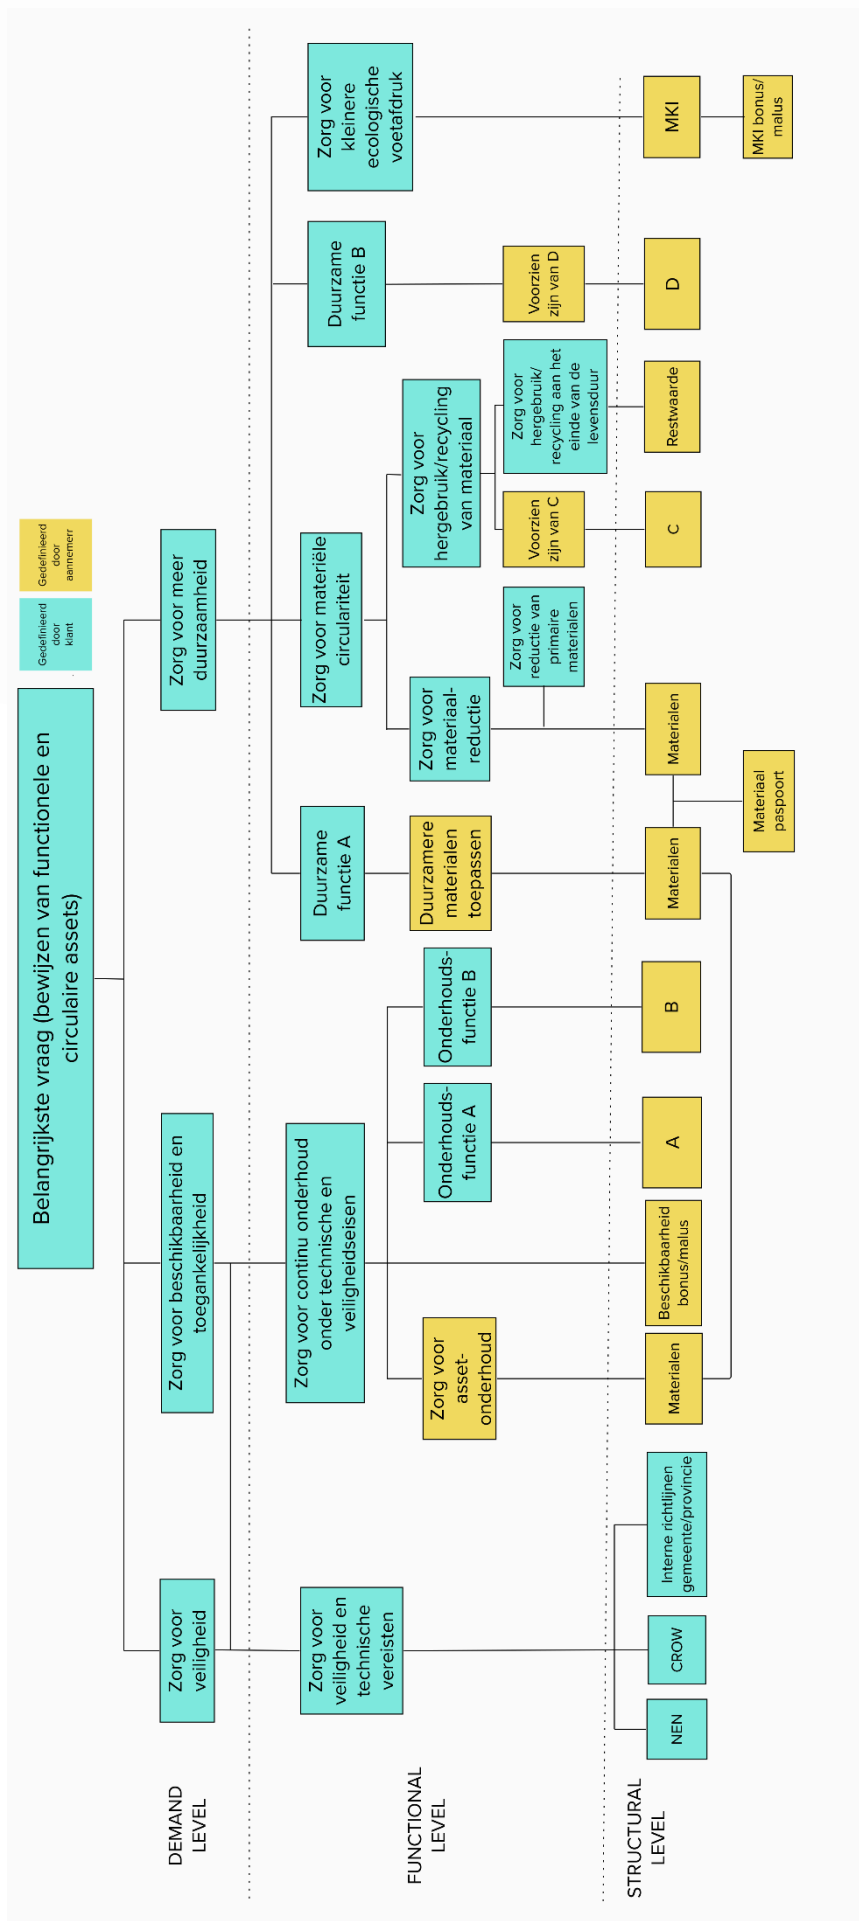 Belangrijkste vraag (bewijzen van functionele en
circulaire assets)
Gedefinieerd
door
klant
Gedefinieerd
door
aannemerr
DEMAND
LEVEL
Zorg voor
veiligheid
Zorg voor beschikbaarheid en
toegankelijkheid
Zorg voor meer
duurzaamheid
FUNCTIONAL
LEVEL
Zorg voor
veiligheid en
technische
vereisten
Zorg voor continu onderhoud
onder technische en
veiligheidseisen
Duurzame
functie A
Zorg voor materiële
circulariteit
Duurzame
functie B
Zorg voor
kleinere
ecologische
voetafdruk
Zorg voor
asset-
onderhoud
Onderhouds-
functie A
Onderhouds-
functie B
Duurzamere
materialen
toepassen
Zorg voor
materiaal-
reductie
Zorg voor
hergebruik/recycling
van materiaal
Zorg voor
reductie van
primaire
materialen
Voorzien
zijn van C
Zorg voor
hergebruik/
recycling aan het
einde van de
levensduur
Voorzien
zijn van D
STRUCTURAL
LEVEL
NEN
CROW
Interne richtlijnen
gemeente/provincie
Materialen
Beschikbaarheid
bonus/malus
A
B
Materialen
Materialen
C
Restwaarde
D
MKI
Materiaal
paspoort
MKI bonus/
malus